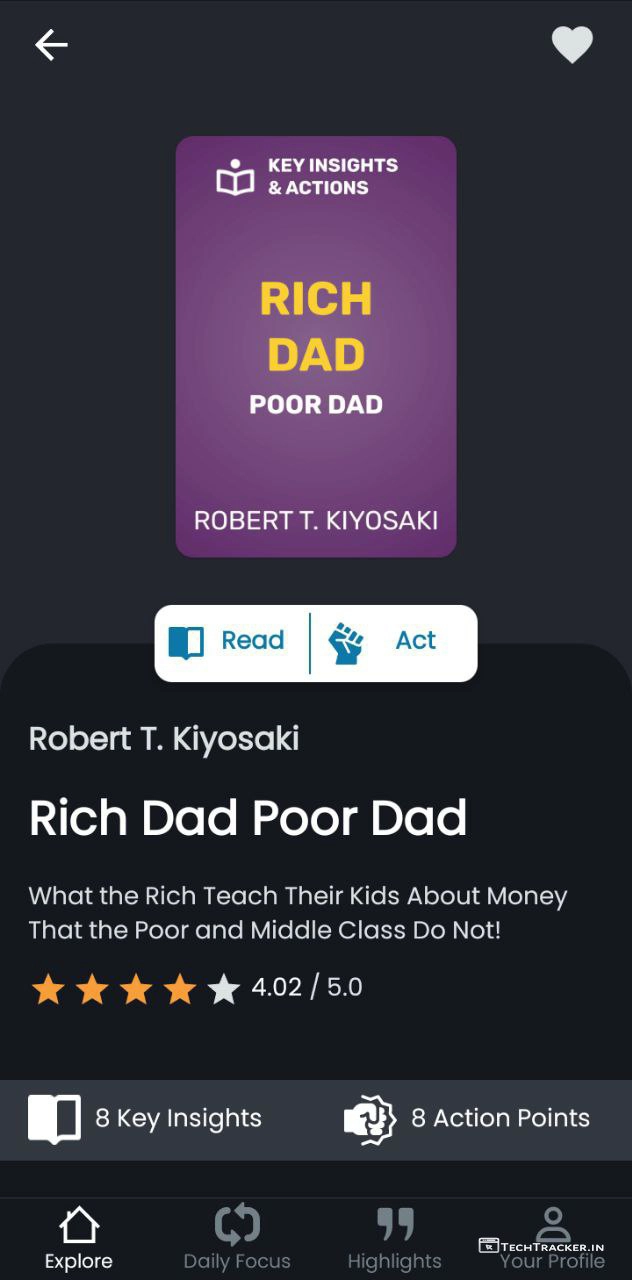 KEY INSIGHTS
& ACTIONS
RICH
DAD
POOR DAD
ROBERT T. KIYOSAKI
Read
Act
Robert T. Kiyosaki
Rich Dad Poor Dad
What the Rich Teach Their Kids About Money
That the Poor and Middle Class Do Not!
4.02 / 5.0
8 Key Insights
8 Action Points
TECHTRACKER.IN
Explore
Daily Focus
Highlights
Your Profile